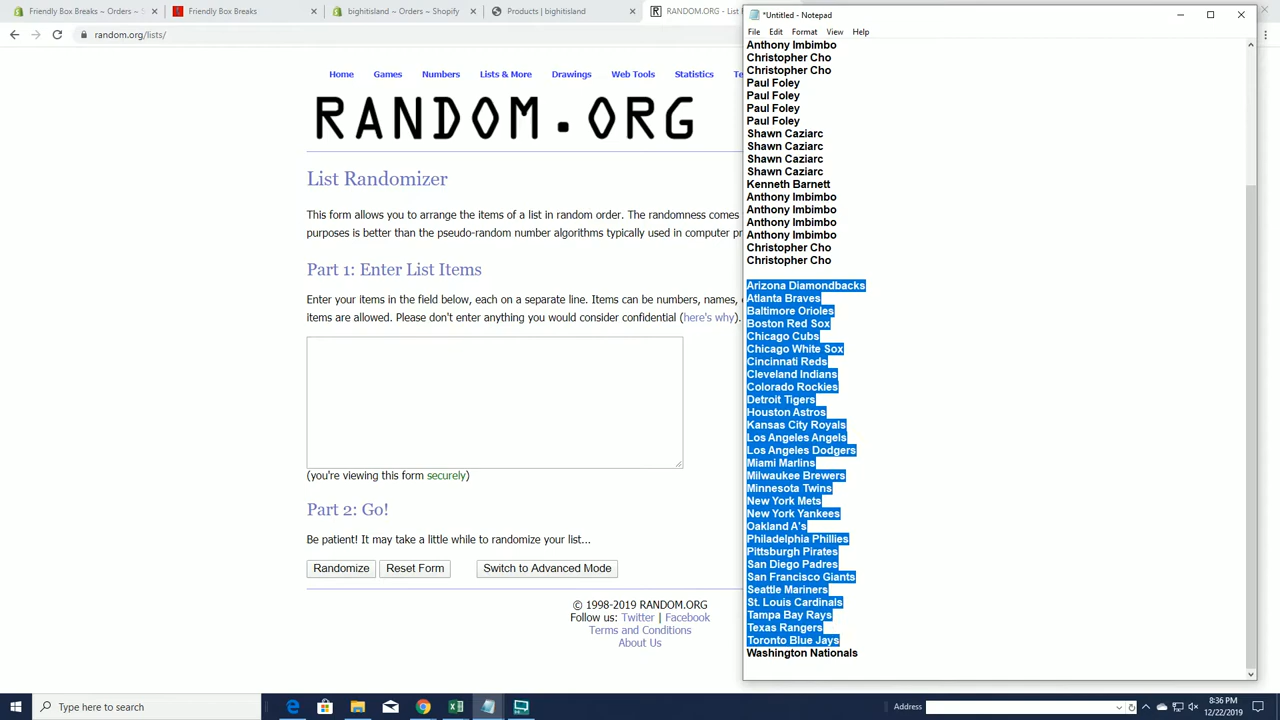 Friendly Box Breaks ~ Orders ~ S
Friendly Box Breaks
bighitisland ~ Orders ~ Shopify
Products | bighitisland
RANDOM.ORG - List
random.org/lists/
Home Games Numbers Lists & More Drawings Web Tools Statistics Te
RANDOM.ORG
List Randomizer
This form allows you to arrange the items of a list in random order. The randomness comes
purposes is better than the pseudo-random number algorithms typically used in computer pr
Part 1: Enter List Items
Enter your items in the field below, each on a separate line. Items can be numbers, names,
items are allowed. Please don't enter anything you would consider confidential (here's why).
(you're viewing this form securely)
Part 2: Go!
Be patient! It may take a little while to randomize your list...
Randomize Reset Form Switch to Advanced Mode
© 1998-2019 RANDOM.ORG
Follow us: Twitter | Facebook
Terms and Conditions
About Us
*Untitled - Notepad
File Edit Format View Help
Anthony Imbimbo
Christopher Cho
Christopher Cho
Paul Foley
Paul Foley
Paul Foley
Paul Foley
Shawn Caziarc
Shawn Caziarc
Shawn Caziarc
Shawn Caziarc
Kenneth Barnett
Anthony Imbimbo
Anthony Imbimbo
Anthony Imbimbo
Anthony Imbimbo
Christopher Cho
Christopher Cho
Arizona Diamondbacks
Atlanta Braves
Baltimore Orioles
Boston Red Sox
Chicago Cubs
Chicago White Sox
Cincinnati Reds
Cleveland Indians
Colorado Rockies
Detroit Tigers
Houston Astros
Kansas City Royals
Los Angeles Angels
Los Angeles Dodgers
Miami Marlins
Milwaukee Brewers
Minnesota Twins
New York Mets
New York Yankees
Oakland A's
Philadelphia Phillies
Pittsburgh Pirates
San Diego Padres
San Francisco Giants
Seattle Mariners
St. Louis Cardinals
Tampa Bay Rays
Texas Rangers
Toronto Blue Jays
Washington Nationals
Type here to search
Address
8:36 PM
12/22/2019